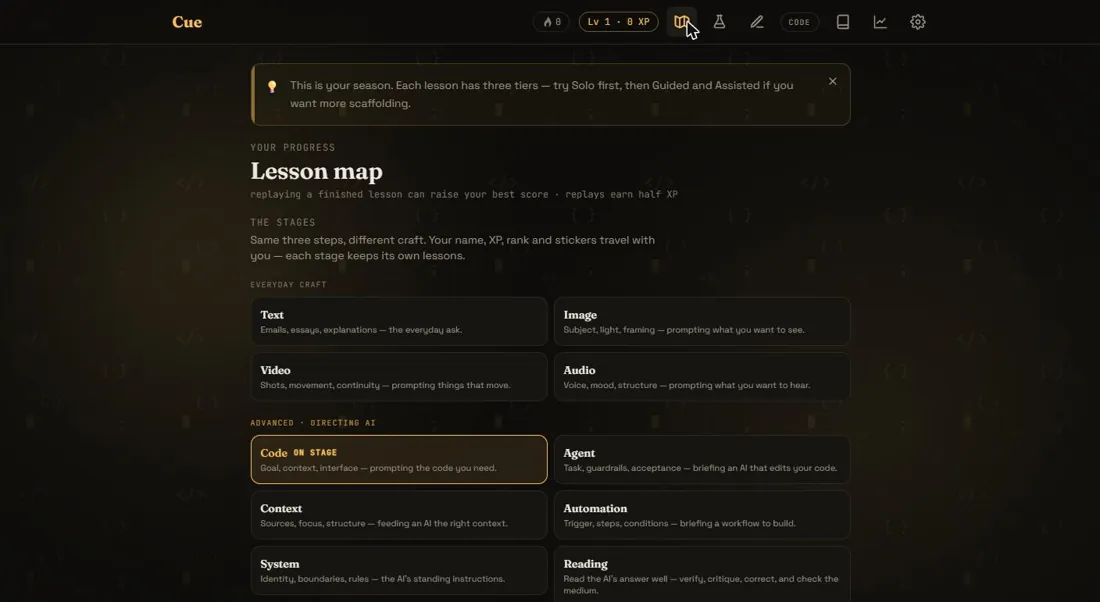 Cue
0
Lv 1 · 0 XP
CODE
This is your season. Each lesson has three tiers — try Solo first, then Guided and Assisted if you
want more scaffolding.
YOUR PROGRESS
Lesson map
replaying a finished lesson can raise your best score · replays earn half XP
THE STAGES
Same three steps, different craft. Your name, XP, rank and stickers travel with
you — each stage keeps its own lessons.
EVERYDAY CRAFT
Text
Emails, essays, explanations — the everyday ask.
Image
Subject, light, framing — prompting what you want to see.
Video
Shots, movement, continuity — prompting things that move.
Audio
Voice, mood, structure — prompting what you want to hear.
ADVANCED · DIRECTING AI
Code ON STAGE
Goal, context, interface — prompting the code you need.
Agent
Task, guardrails, acceptance — briefing an AI that edits your code.
Context
Sources, focus, structure — feeding an AI the right context.
Automation
Trigger, steps, conditions — briefing a workflow to build.
System
Identity, boundaries, rules — the AI's standing instructions.
Reading
Read the AI's answer well — verify, critique, correct, and check the
medium.